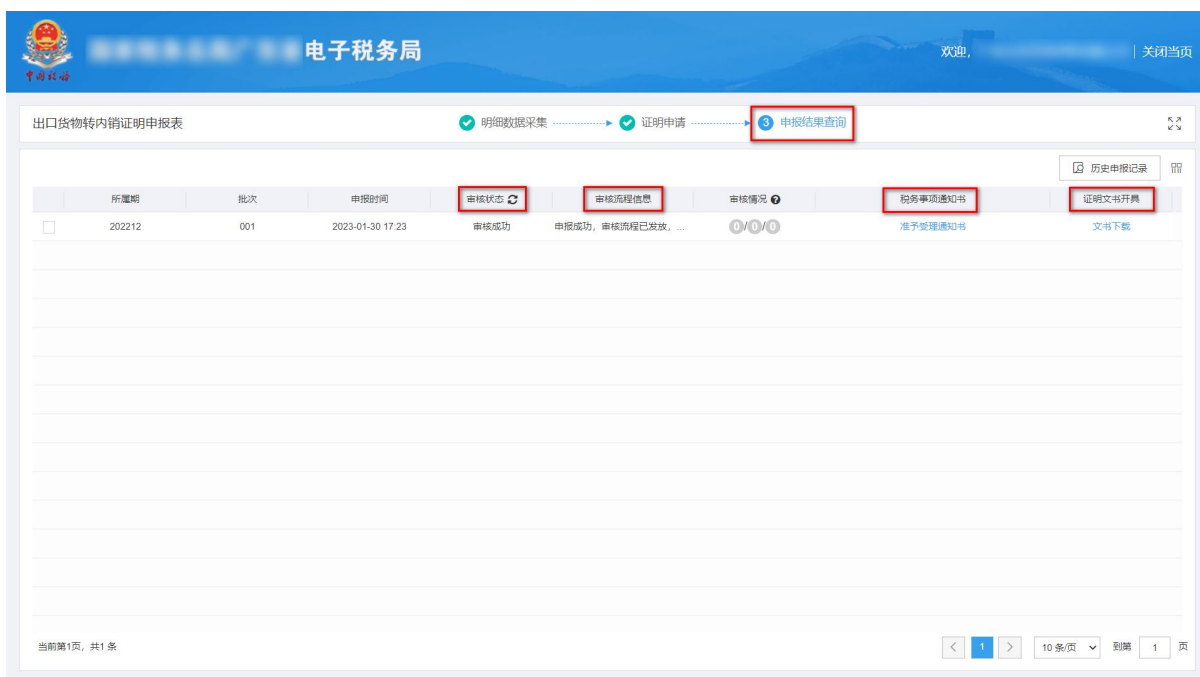 中国税务
电子税务局
欢迎,
关闭当页
出口货物转内销证明申报表
明细数据采集
证明申请
3 申报结果查询
历史申报记录
所属期 批次 申报时间 审核状态 审核流程信息 审核情况 税务事项通知书 证明文书开具
202212 001 2023-01-30 17:23 审核成功 申报成功，审核流程已发放，... 0/0/0 准予受理通知书 文书下载
当前第1页，共1条
< 1 > 10 条/页 到第 1 页